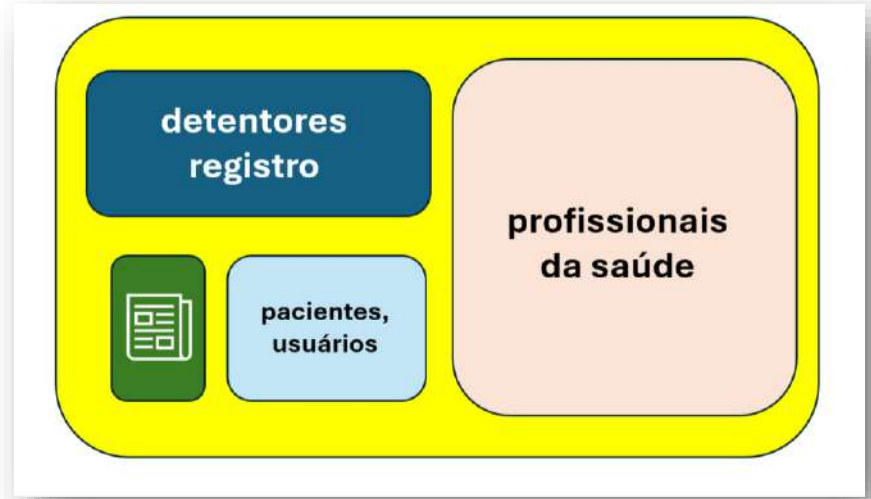 detentores
registro
profissionais
da saúde
pacientes,
usuários